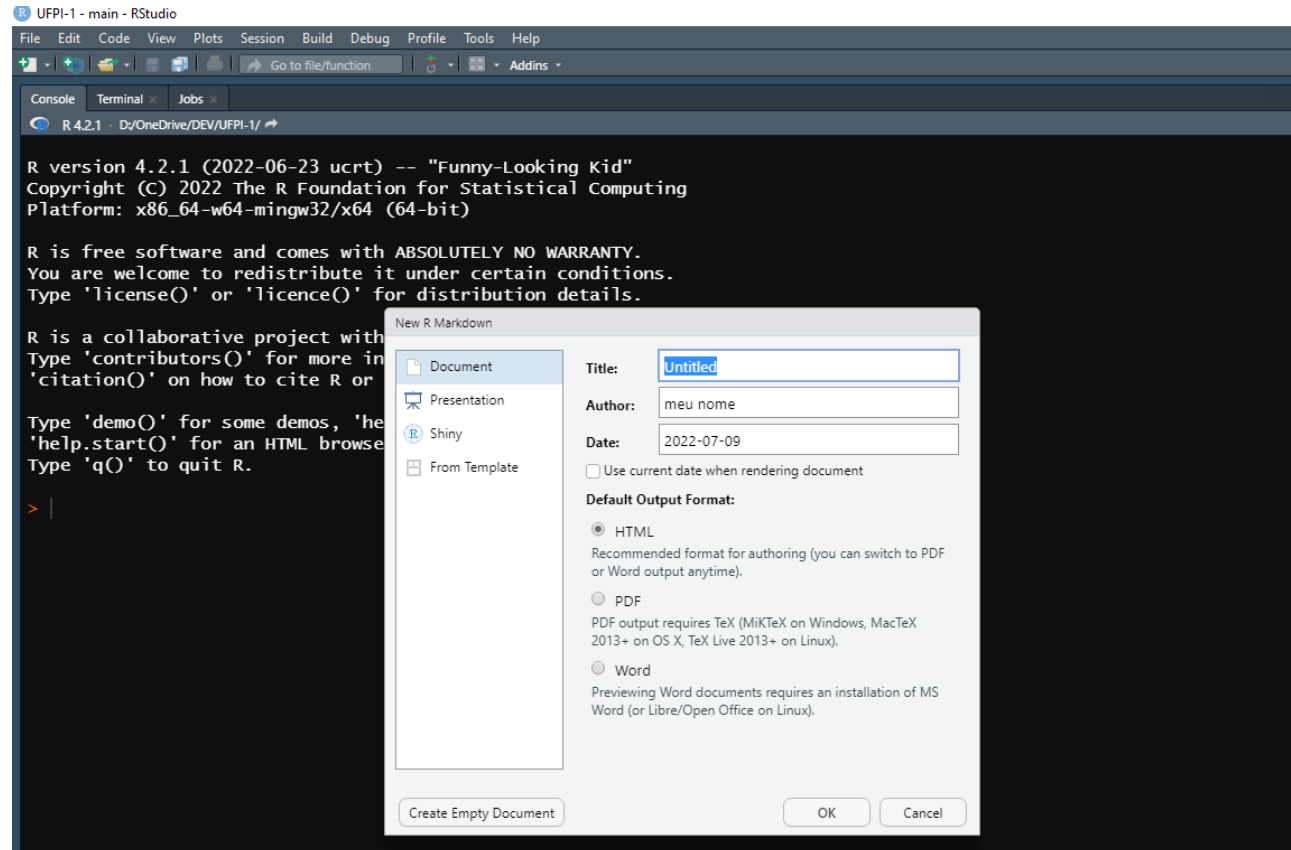 UFPI-1 - main - RStudio
File Edit Code View Plots Session Build Debug Profile Tools Help
Go to file/function Addins
Console Terminal Jobs
R 4.2.1 · D:/OneDrive/DEV/UFPI-1/
R version 4.2.1 (2022-06-23 ucrt) -- "Funny-Looking Kid"
Copyright (C) 2022 The R Foundation for Statistical Computing
Platform: x86_64-w64-mingw32/x64 (64-bit)
R is free software and comes with ABSOLUTELY NO WARRANTY.
You are welcome to redistribute it under certain conditions.
Type 'license()' or 'licence()' for distribution details.
R is a collaborative project with
Type 'contributors()' for more in
'citation()' on how to cite R or
Type 'demo()' for some demos, 'he
'help.start()' for an HTML browse
Type 'q()' to quit R.
>
New R Markdown
Document
Presentation
Shiny
From Template
Title: Untitled
Author: meu nome
Date: 2022-07-09
Use current date when rendering document
Default Output Format:
HTML
Recommended format for authoring (you can switch to PDF
or Word output anytime).
PDF
PDF output requires TeX (MiKTeX on Windows, MacTeX
2013+ on OS X, TeX Live 2013+ on Linux).
Word
Previewing Word documents requires an installation of MS
Word (or Libre/Open Office on Linux).
Create Empty Document OK Cancel